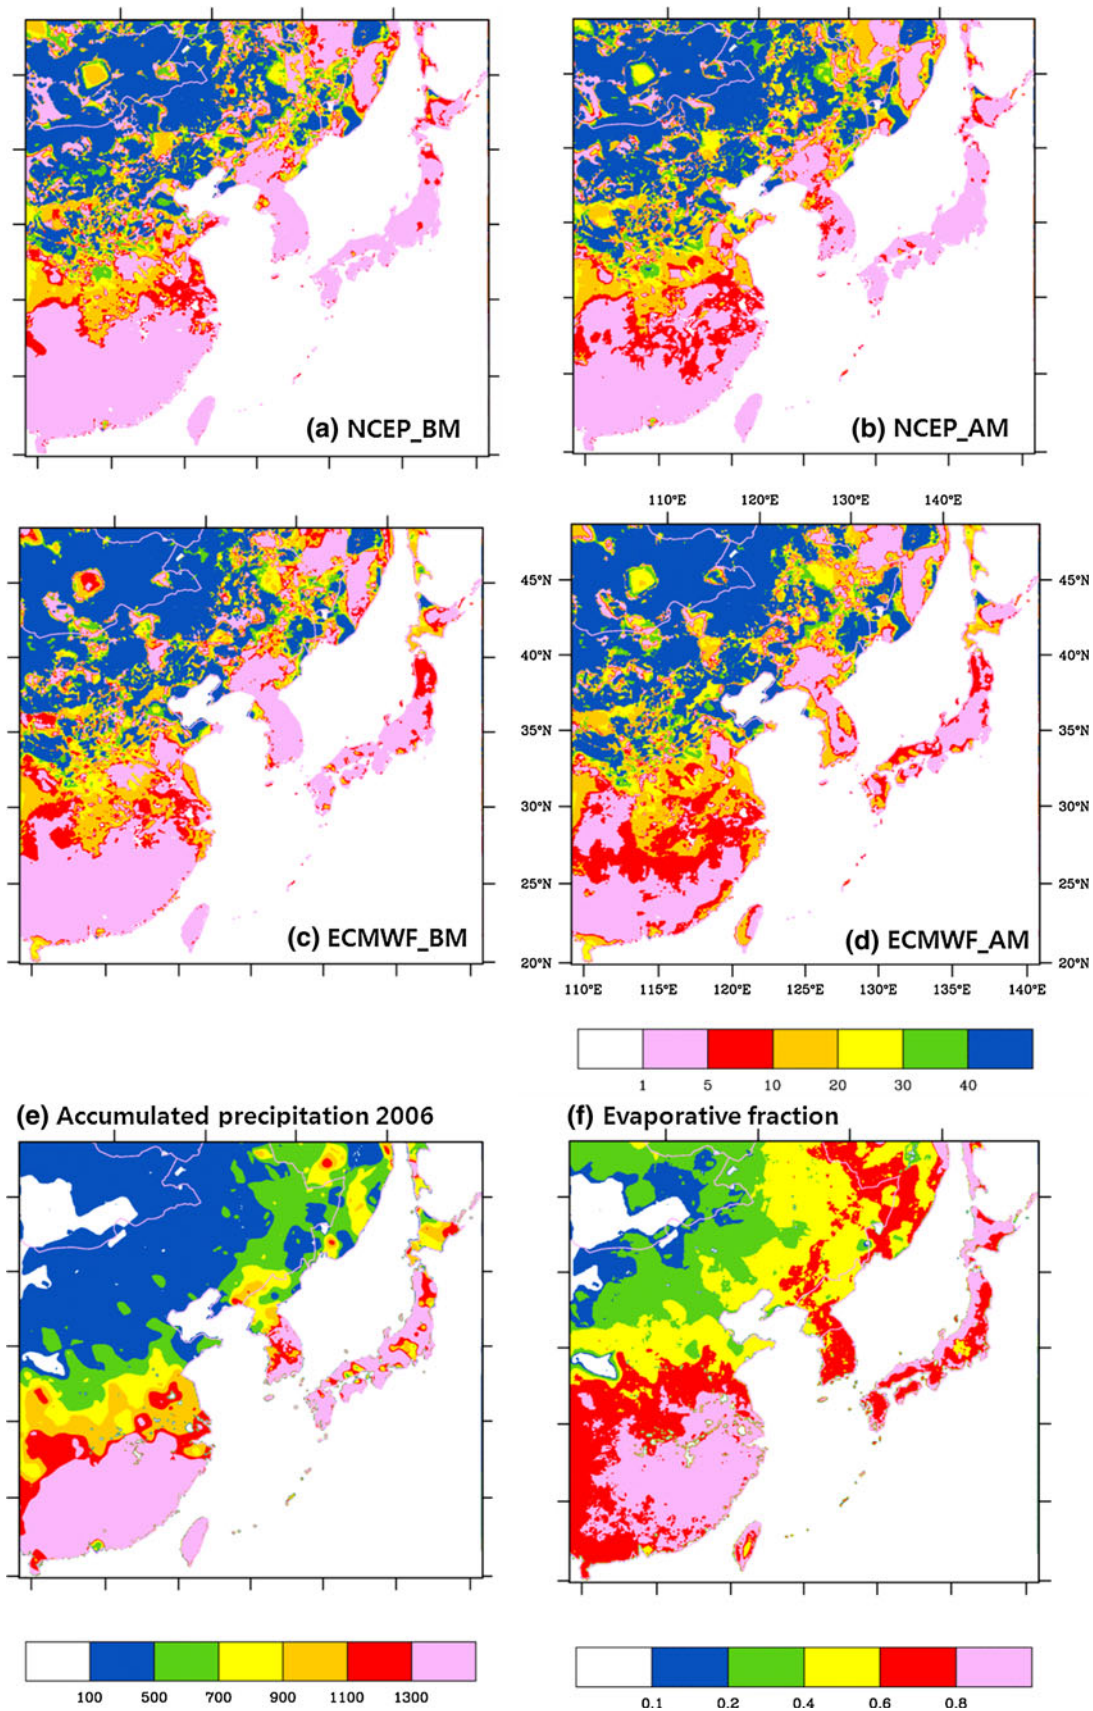 (a) NCEP_BM
(b) NCEP_AM
110°E 120°E 130°E 140°E
45°N 45°N
40°N 40°N
35°N 35°N
30°N 30°N
25°N 25°N
20°N 20°N
(c) ECMWF_BM
(d) ECMWF_AM
110°E 115°E 120°E 125°E 130°E 135°E 140°E
1 5 10 20 30 40
(e) Accumulated precipitation 2006
(f) Evaporative fraction
100 500 700 900 1100 1300
0.1 0.2 0.4 0.6 0.8